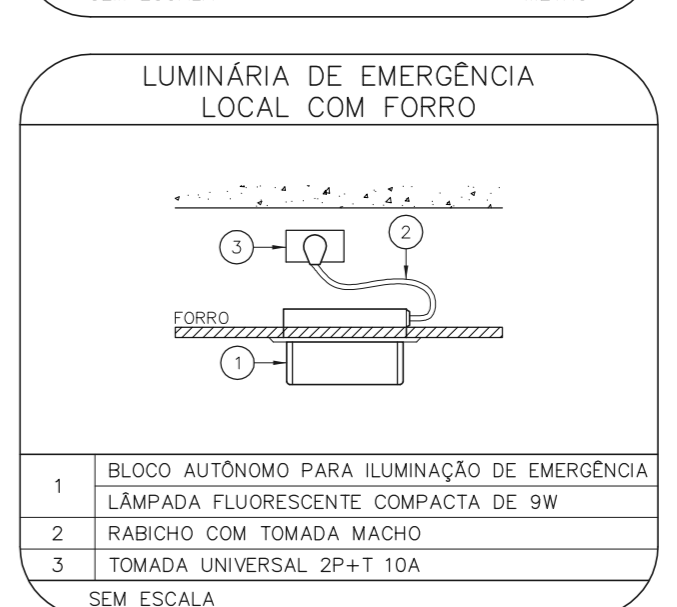 LUMINÁRIA DE EMERGÊNCIA
LOCAL COM FORRO
3
2
FORRO
1
1 BLOCO AUTÔNOMO PARA ILUMINAÇÃO DE EMERGÊNCIA
LÂMPADA FLUORESCENTE COMPACTA DE 9W
2 RABICHO COM TOMADA MACHO
3 TOMADA UNIVERSAL 2P+T 10A
SEM ESCALA